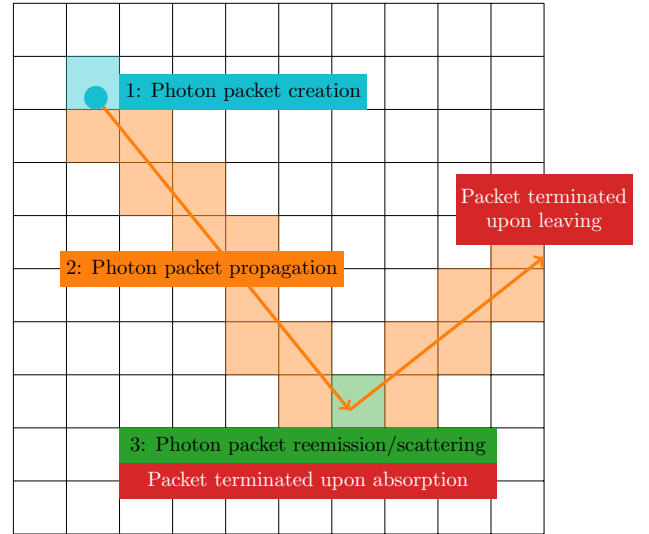 1: Photon packet creation
Packet terminated
upon leaving
2: Photon packet propagation
3: Photon packet reemission/scattering
Packet terminated upon absorption